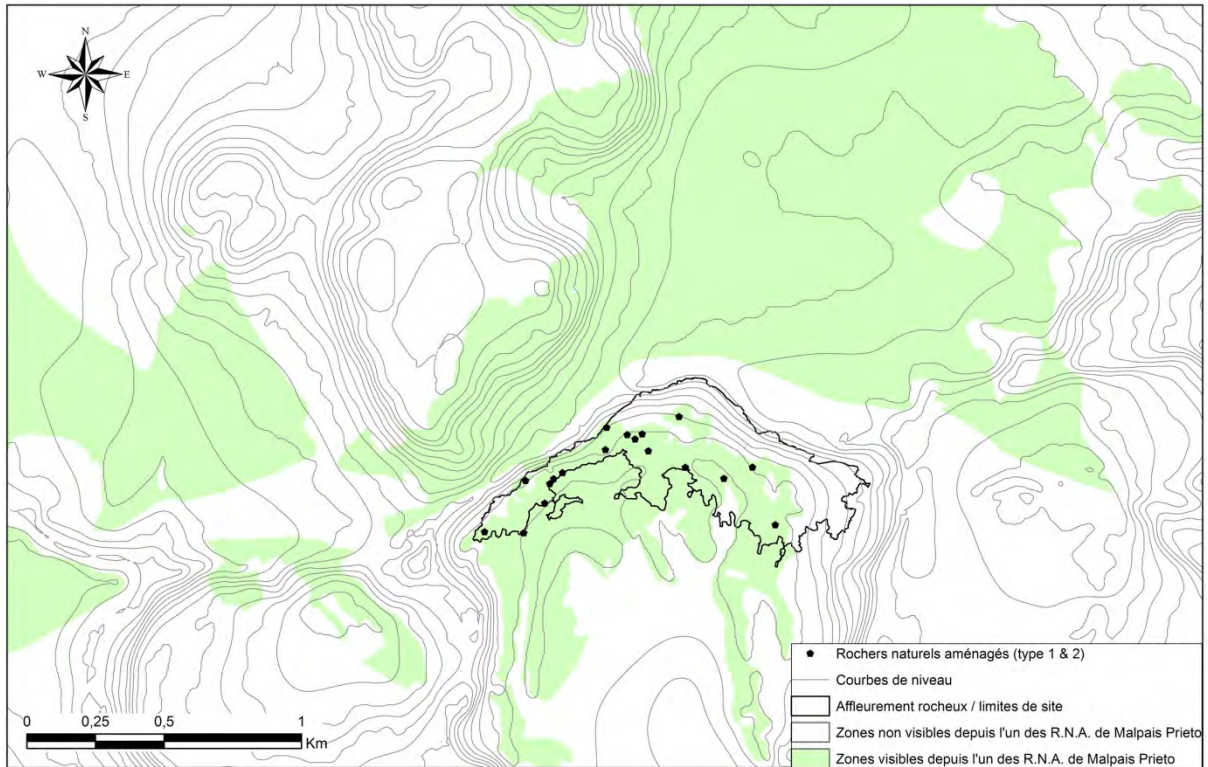 N
W E
S
Rochers naturels aménagés (type 1 & 2)
Courbes de niveau
Affleurement rocheux / limites de site
Zones non visibles depuis l'un des R.N.A. de Malpais Prieto
Zones visibles depuis l'un des R.N.A. de Malpais Prieto
0 0,25 0,5 1
Km